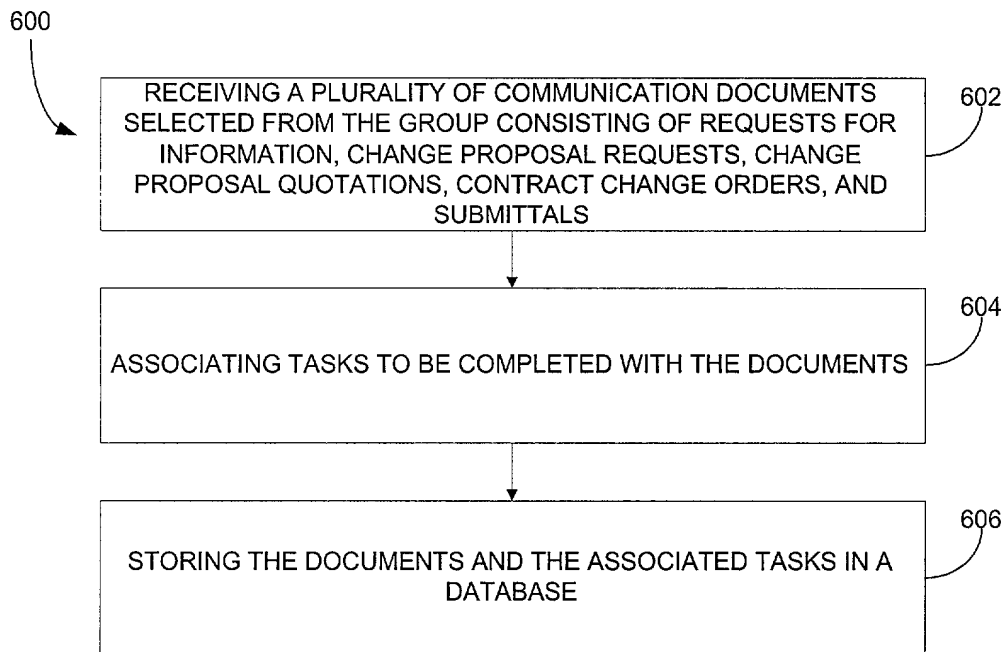 600
RECEIVING A PLURALITY OF COMMUNICATION DOCUMENTS
SELECTED FROM THE GROUP CONSISTING OF REQUESTS FOR
INFORMATION, CHANGE PROPOSAL REQUESTS, CHANGE
PROPOSAL QUOTATIONS, CONTRACT CHANGE ORDERS, AND
SUBMITTALS
602
ASSOCIATING TASKS TO BE COMPLETED WITH THE DOCUMENTS
604
STORING THE DOCUMENTS AND THE ASSOCIATED TASKS IN A
DATABASE
606